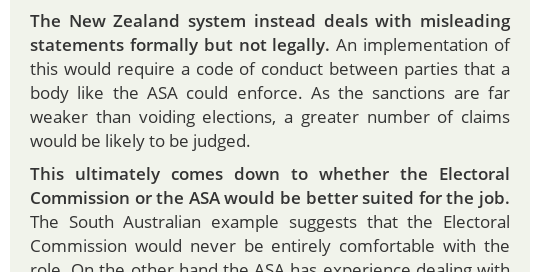 The New Zealand system instead deals with misleading
statements formally but not legally. An implementation of
this would require a code of conduct between parties that a
body like the ASA could enforce. As the sanctions are far
weaker than voiding elections, a greater number of claims
would be likely to be judged.
This ultimately comes down to whether the Electoral
Commission or the ASA would be better suited for the job.
The South Australian example suggests that the Electoral
Commission would never be entirely comfortable with the
role. On the other hand the ASA has experience dealing with